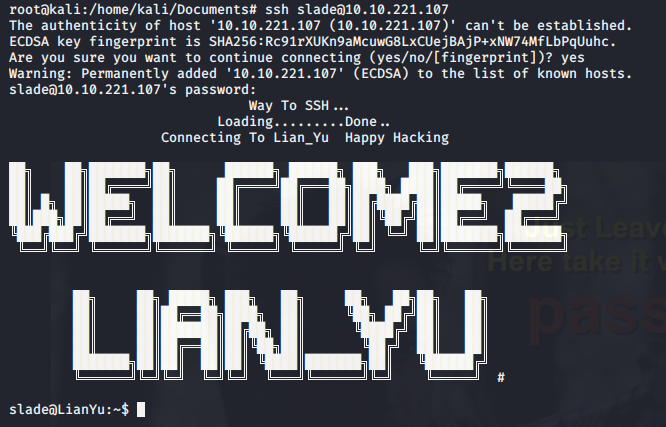 root@kali:/home/kali/Documents# ssh slade@10.10.221.107
The authenticity of host '10.10.221.107 (10.10.221.107)' can't be established.
ECDSA key fingerprint is SHA256:Rc91rXUKn9aMcuwG8LxCUejBAjP+xNW74MfLbPqUuhc.
Are you sure you want to continue connecting (yes/no/[fingerprint])? yes
Warning: Permanently added '10.10.221.107' (ECDSA) to the list of known hosts.
slade@10.10.221.107's password:
Way To SSH...
Loading.........Done..
Connecting To Lian_Yu  Happy Hacking
WELCOME2
Just Leave
Here take it
LIAN_YU #
pass
slade@LianYu:~$